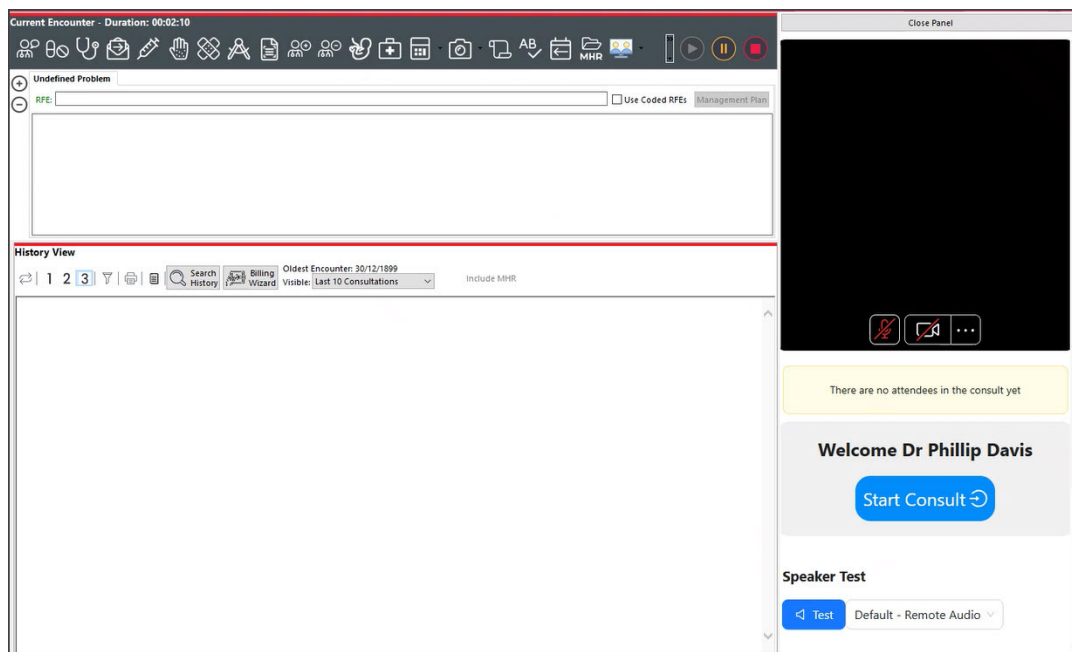 Current Encounter - Duration: 00:02:10
Close Panel
AB
MHR
Undefined Problem
RFE:
Use Coded RFEs
Management Plan
History View
1 2 3
Search History
Billing Wizard
Oldest Encounter: 30/12/1899
Visible: Last 10 Consultations
Include MHR
There are no attendees in the consult yet
Welcome Dr Phillip Davis
Start Consult
Speaker Test
Test
Default - Remote Audio